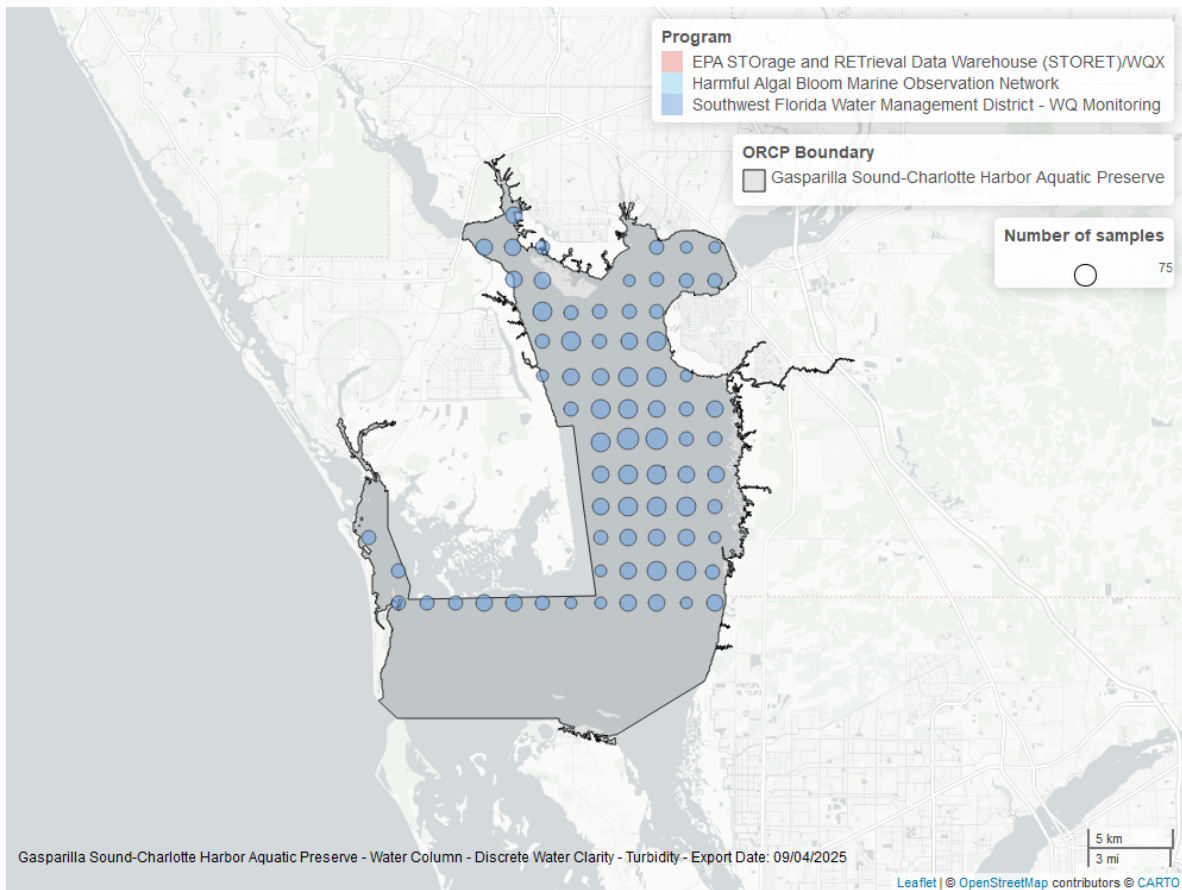 Program
EPA STOrage and RETrieval Data Warehouse (STORET)/WQX
Harmful Algal Bloom Marine Observation Network
Southwest Florida Water Management District - WQ Monitoring
ORCP Boundary
Gasparilla Sound-Charlotte Harbor Aquatic Preserve
Number of samples
75
5 km
3 mi
Gasparilla Sound-Charlotte Harbor Aquatic Preserve - Water Column - Discrete Water Clarity - Turbidity - Export Date: 09/04/2025
Leaflet | © OpenStreetMap contributors © CARTO